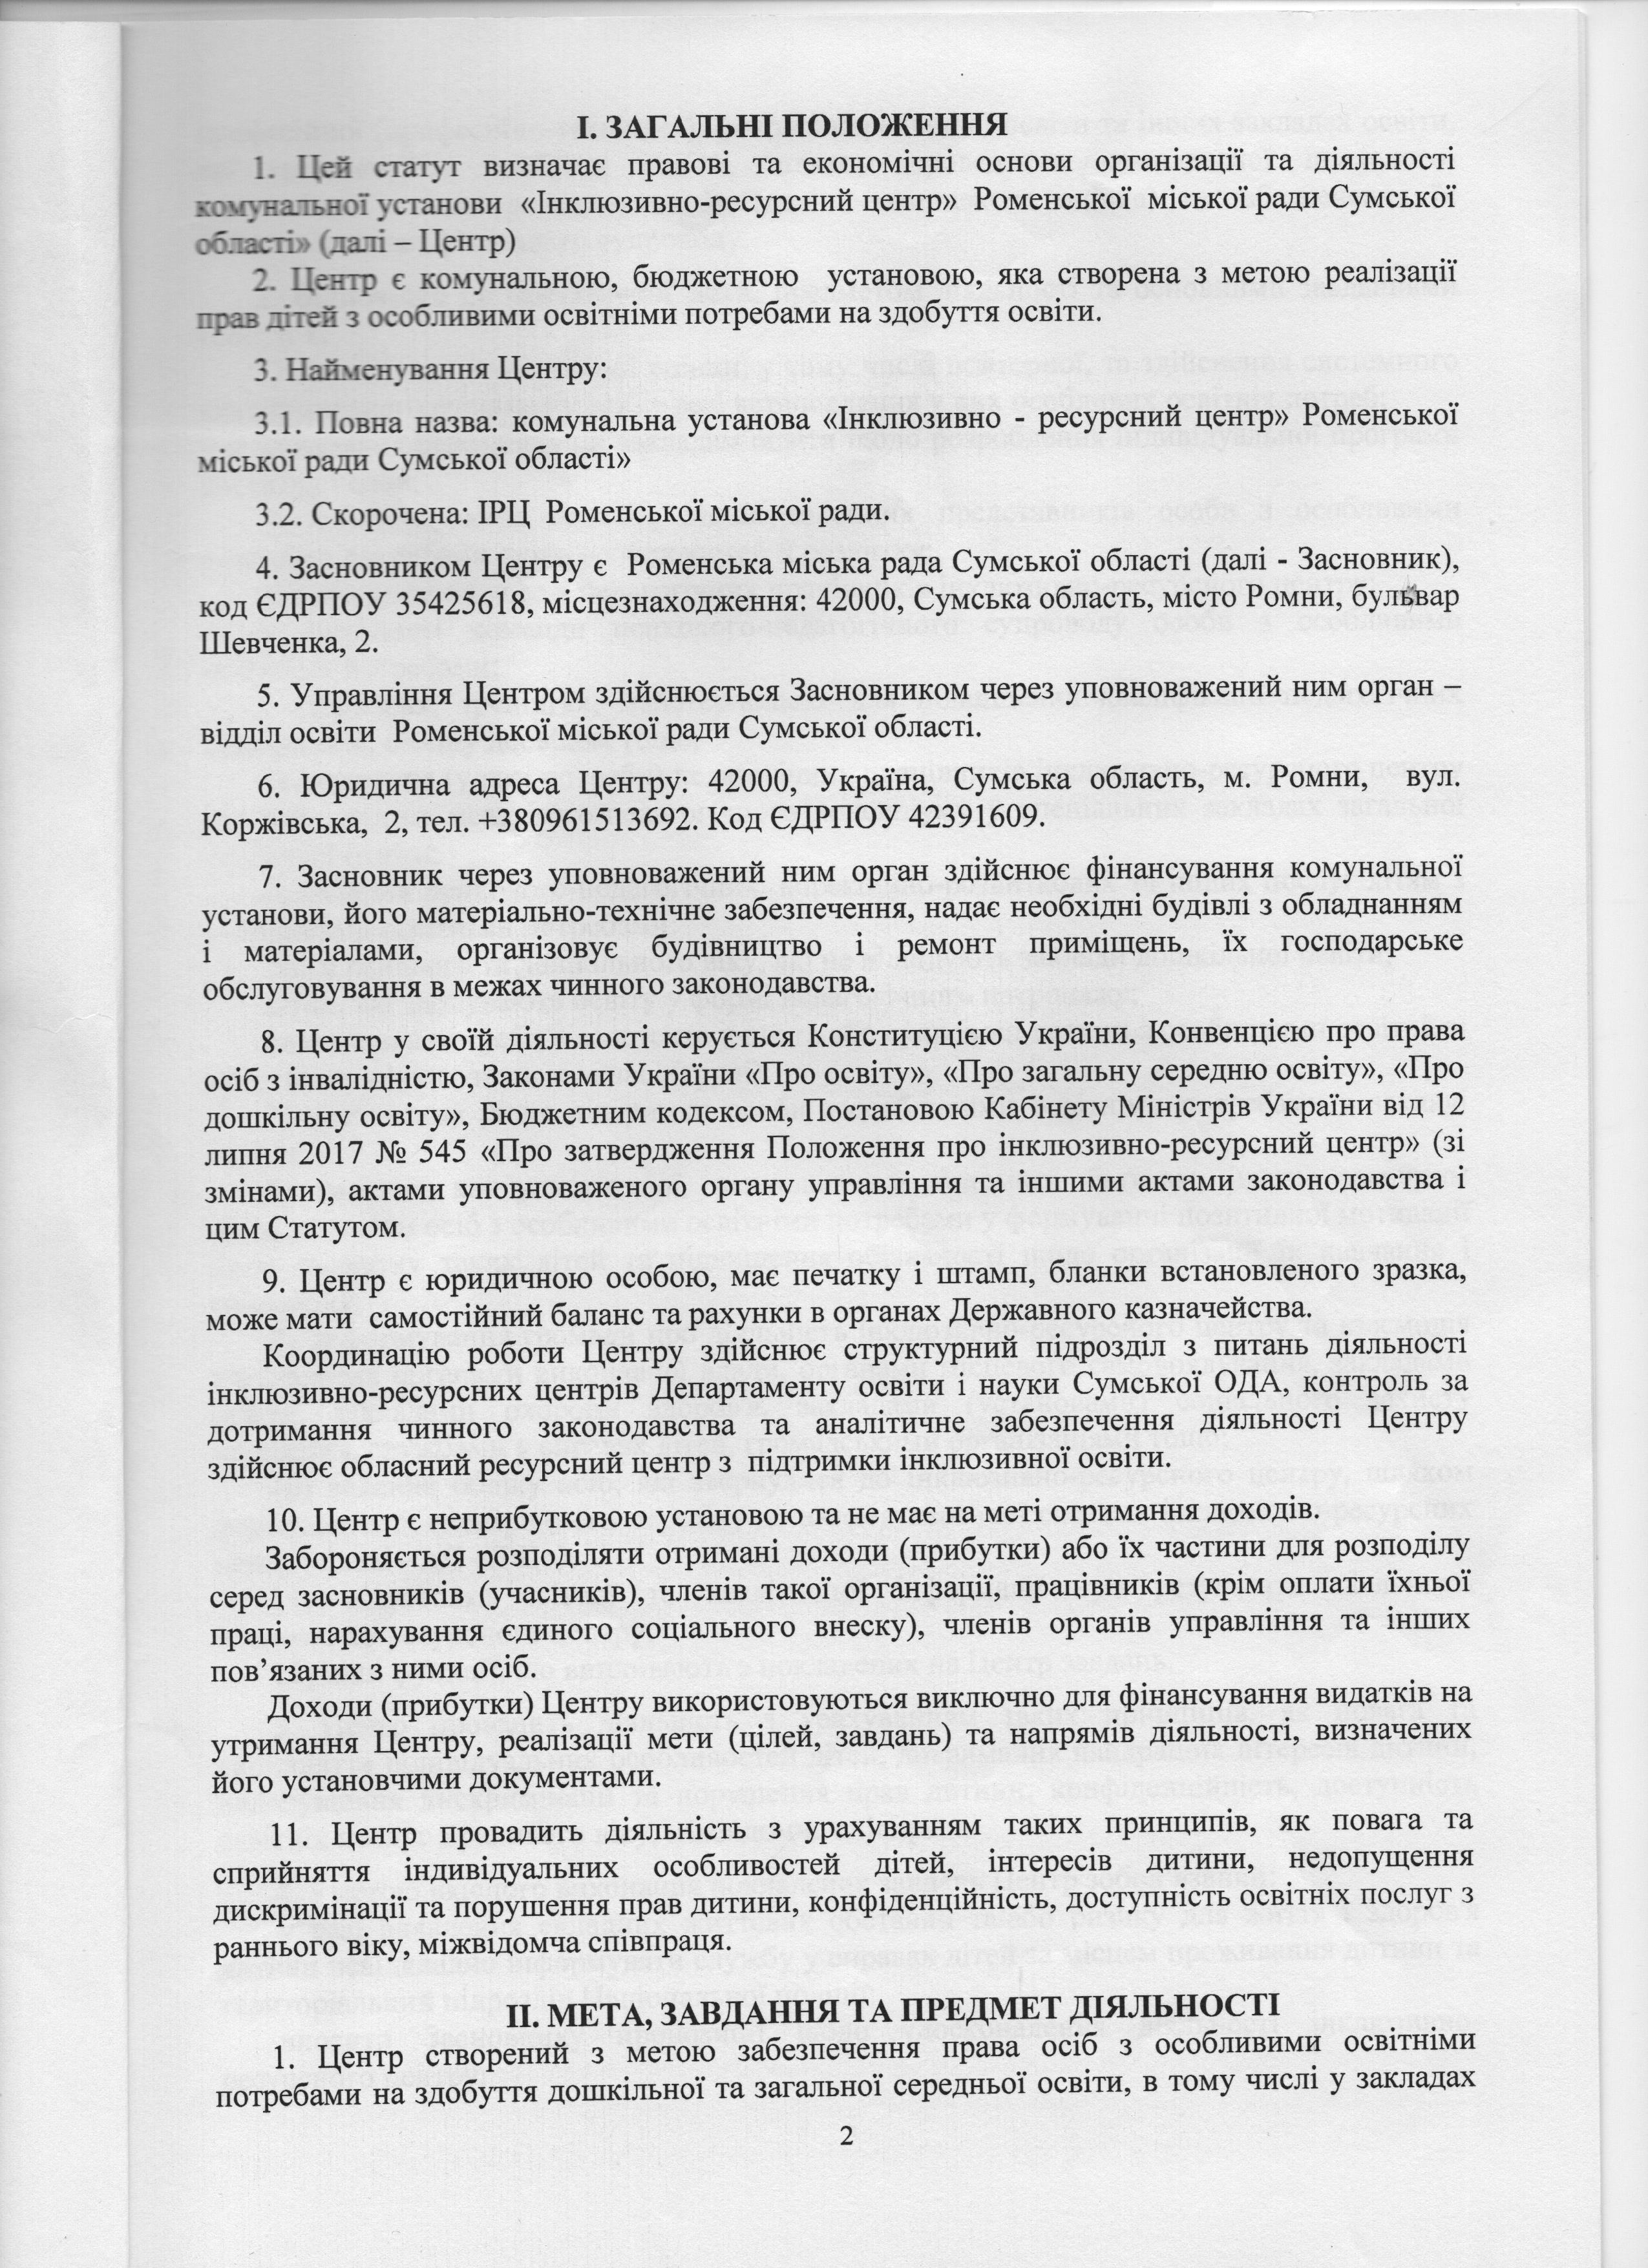 І. ЗАГАЛЬНІ ПОЛОЖЕННЯ
1. Цей статут визначає правові та економічні основи організації та діяльності
комунальної установи «Інклюзивно-ресурсний центр» Роменської міської ради Сумської
області» (далі – Центр)
2. Центр є комунальною, бюджетною установою, яка створена з метою реалізації
прав дітей з особливими освітніми потребами на здобуття освіти.
3. Найменування Центру:
3.1. Повна назва: комунальна установа «Інклюзивно - ресурсний центр» Роменської
міської ради Сумської області»
3.2. Скорочена: ІРЦ Роменської міської ради.
4. Засновником Центру є Роменська міська рада Сумської області (далі - Засновник),
код ЄДРПОУ 35425618, місцезнаходження: 42000, Сумська область, місто Ромни, бульвар
Шевченка, 2.
5. Управління Центром здійснюється Засновником через уповноважений ним орган –
відділ освіти Роменської міської ради Сумської області.
6. Юридична адреса Центру: 42000, Україна, Сумська область, м. Ромни, вул.
Коржівська, 2, тел. +380961513692. Код ЄДРПОУ 42391609.
7. Засновник через уповноважений ним орган здійснює фінансування комунальної
установи, його матеріально-технічне забезпечення, надає необхідні будівлі з обладнанням
і матеріалами, організовує будівництво і ремонт приміщень, їх господарське
обслуговування в межах чинного законодавства.
8. Центр у своїй діяльності керується Конституцією України, Конвенцією про права
осіб з інвалідністю, Законами України «Про освіту», «Про загальну середню освіту», «Про
дошкільну освіту», Бюджетним кодексом, Постановою Кабінету Міністрів України від 12
липня 2017 № 545 «Про затвердження Положення про інклюзивно-ресурсний центр» (зі
змінами), актами уповноваженого органу управління та іншими актами законодавства і
цим Статутом.
9. Центр є юридичною особою, має печатку і штамп, бланки встановленого зразка,
може мати самостійний баланс та рахунки в органах Державного казначейства.
Координацію роботи Центру здійснює структурний підрозділ з питань діяльності
інклюзивно-ресурсних центрів Департаменту освіти і науки Сумської ОДА, контроль за
дотримання чинного законодавства та аналітичне забезпечення діяльності Центру
здійснює обласний ресурсний центр з підтримки інклюзивної освіти.
10. Центр є неприбутковою установою та не має на меті отримання доходів.
Забороняється розподіляти отримані доходи (прибутки) або їх частини для розподілу
серед засновників (учасників), членів такої організації, працівників (крім оплати їхньої
праці, нарахування єдиного соціального внеску), членів органів управління та інших
пов’язаних з ними осіб.
Доходи (прибутки) Центру використовуються виключно для фінансування видатків на
утримання Центру, реалізації мети (цілей, завдань) та напрямів діяльності, визначених
його установчими документами.
11. Центр провадить діяльність з урахуванням таких принципів, як повага та
сприйняття індивідуальних особливостей дітей, інтересів дитини, недопущення
дискримінації та порушення прав дитини, конфіденційність, доступність освітніх послуг з
раннього віку, міжвідомча співпраця.
ІІ. МЕТА, ЗАВДАННЯ ТА ПРЕДМЕТ ДІЯЛЬНОСТІ
1. Центр створений з метою забезпечення права осіб з особливими освітніми
потребами на здобуття дошкільної та загальної середньої освіти, в тому числі у закладах
2